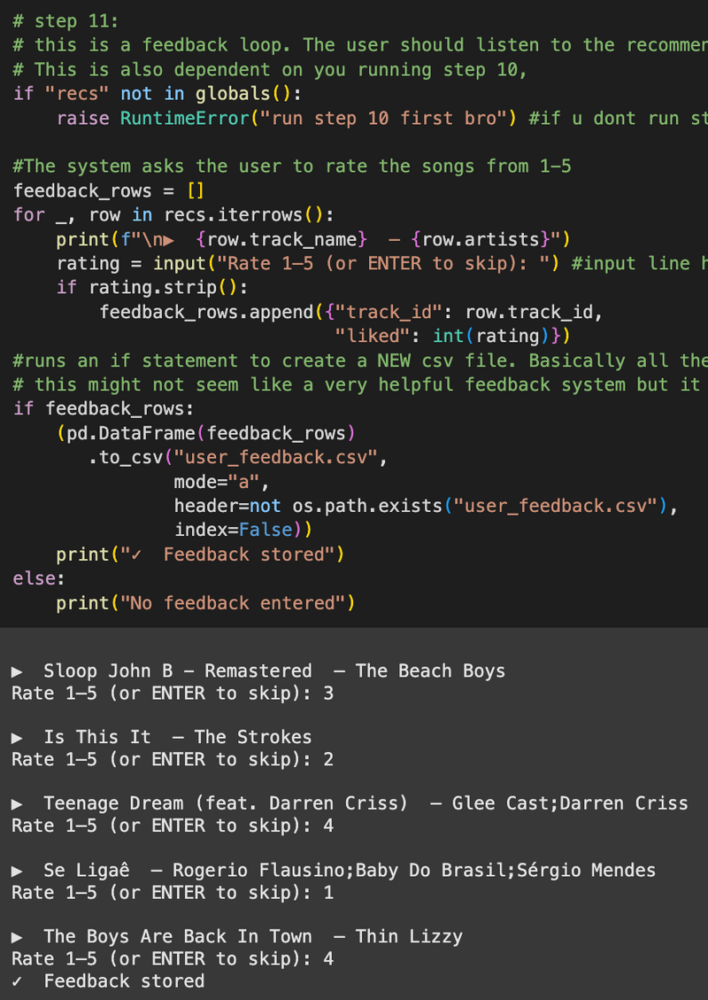 # step 11:
# this is a feedback loop. The user should listen to the
# This is also dependent on you running step 10,
if "recs" not in globals():
    raise RuntimeError("run step 10 first bro") #if u dont run
#The system asks the user to rate the songs from 1–5
feedback_rows = []
for _, row in recs.iterrows():
    print(f"\n▶  {row.track_name}  — {row.artists}")
    rating = input("Rate 1–5 (or ENTER to skip): ") #input line
    if rating.strip():
        feedback_rows.append({"track_id": row.track_id,
                              "liked": int(rating)})
#runs an if statement to create a NEW csv file. Basically all the
# this might not seem like a very helpful feedback system but it
if feedback_rows:
    (pd.DataFrame(feedback_rows)
       .to_csv("user_feedback.csv",
               mode="a",
               header=not os.path.exists("user_feedback.csv"),
               index=False))
    print("✓  Feedback stored")
else:
    print("No feedback entered")
▶  Sloop John B - Remastered  — The Beach Boys
Rate 1–5 (or ENTER to skip): 3
▶  Is This It  — The Strokes
Rate 1–5 (or ENTER to skip): 2
▶  Teenage Dream (feat. Darren Criss)  — Glee Cast;Darren Criss
Rate 1–5 (or ENTER to skip): 4
▶  Se Ligaê  — Rogerio Flausino;Baby Do Brasil;Sérgio Mendes
Rate 1–5 (or ENTER to skip): 1
▶  The Boys Are Back In Town  — Thin Lizzy
Rate 1–5 (or ENTER to skip): 4
✓  Feedback stored